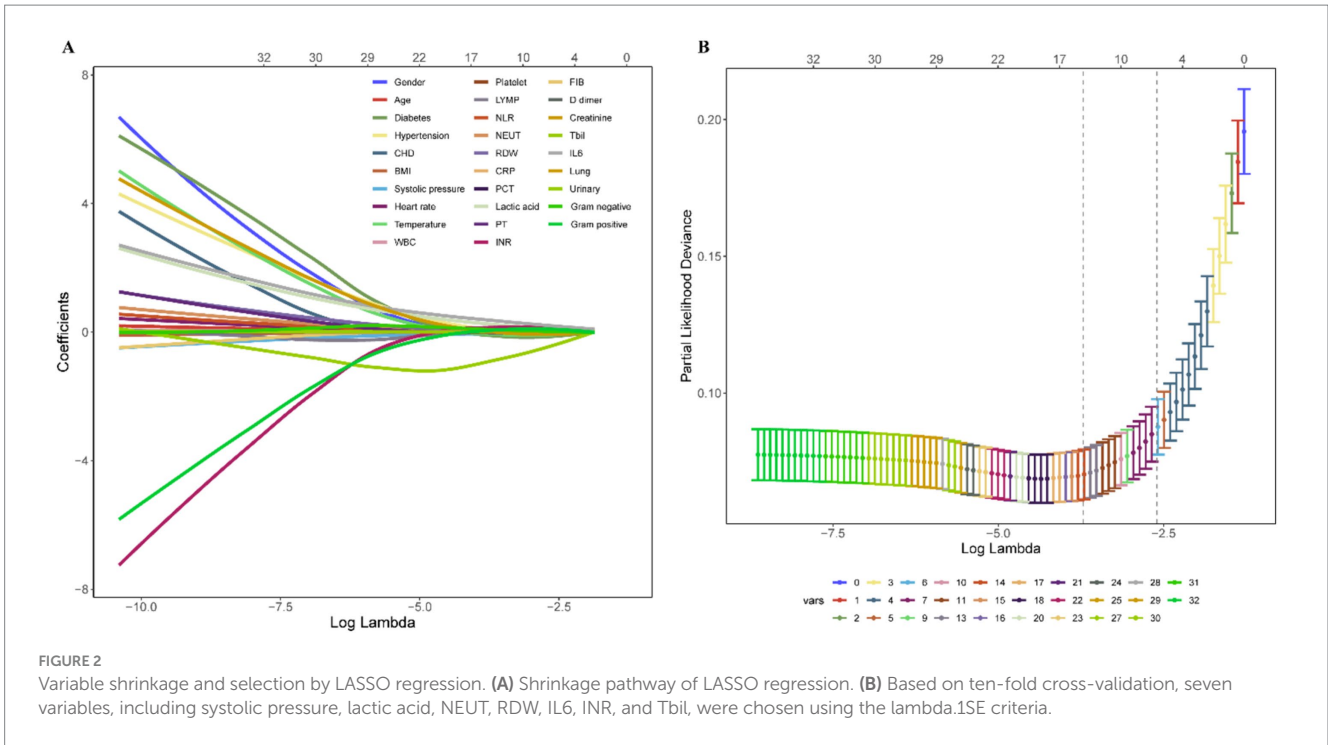 A
32 30 29 22 17 10 4 0
8
4
0
−4
−8
Coefficients
Gender Platelet FIB
Age LYMP D dimer
Diabetes NLR Creatinine
Hypertension NEUT Tbil
CHD RDW IL6
BMI CRP Lung
Systolic pressure PCT Urinary
Heart rate Lactic acid Gram negative
Temperature PT Gram positive
WBC INR
−10.0 −7.5 −5.0 −2.5
Log Lambda
B
32 30 29 22 17 10 4 0
0.20
0.15
0.10
Partial Likelihood Deviance
−7.5 −5.0 −2.5
Log Lambda
0 3 6 10 14 17 21 24 28 31
vars 1 4 7 11 15 18 22 25 29 32
2 5 9 13 16 20 23 27 30
FIGURE 2
Variable shrinkage and selection by LASSO regression. (A) Shrinkage pathway of LASSO regression. (B) Based on ten-fold cross-validation, seven
variables, including systolic pressure, lactic acid, NEUT, RDW, IL6, INR, and Tbil, were chosen using the lambda.1SE criteria.